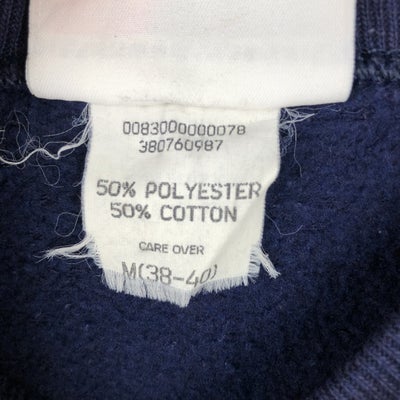 0083000000078
380760987
50% POLYESTER
50% COTTON
CARE OVER
M(38-40)